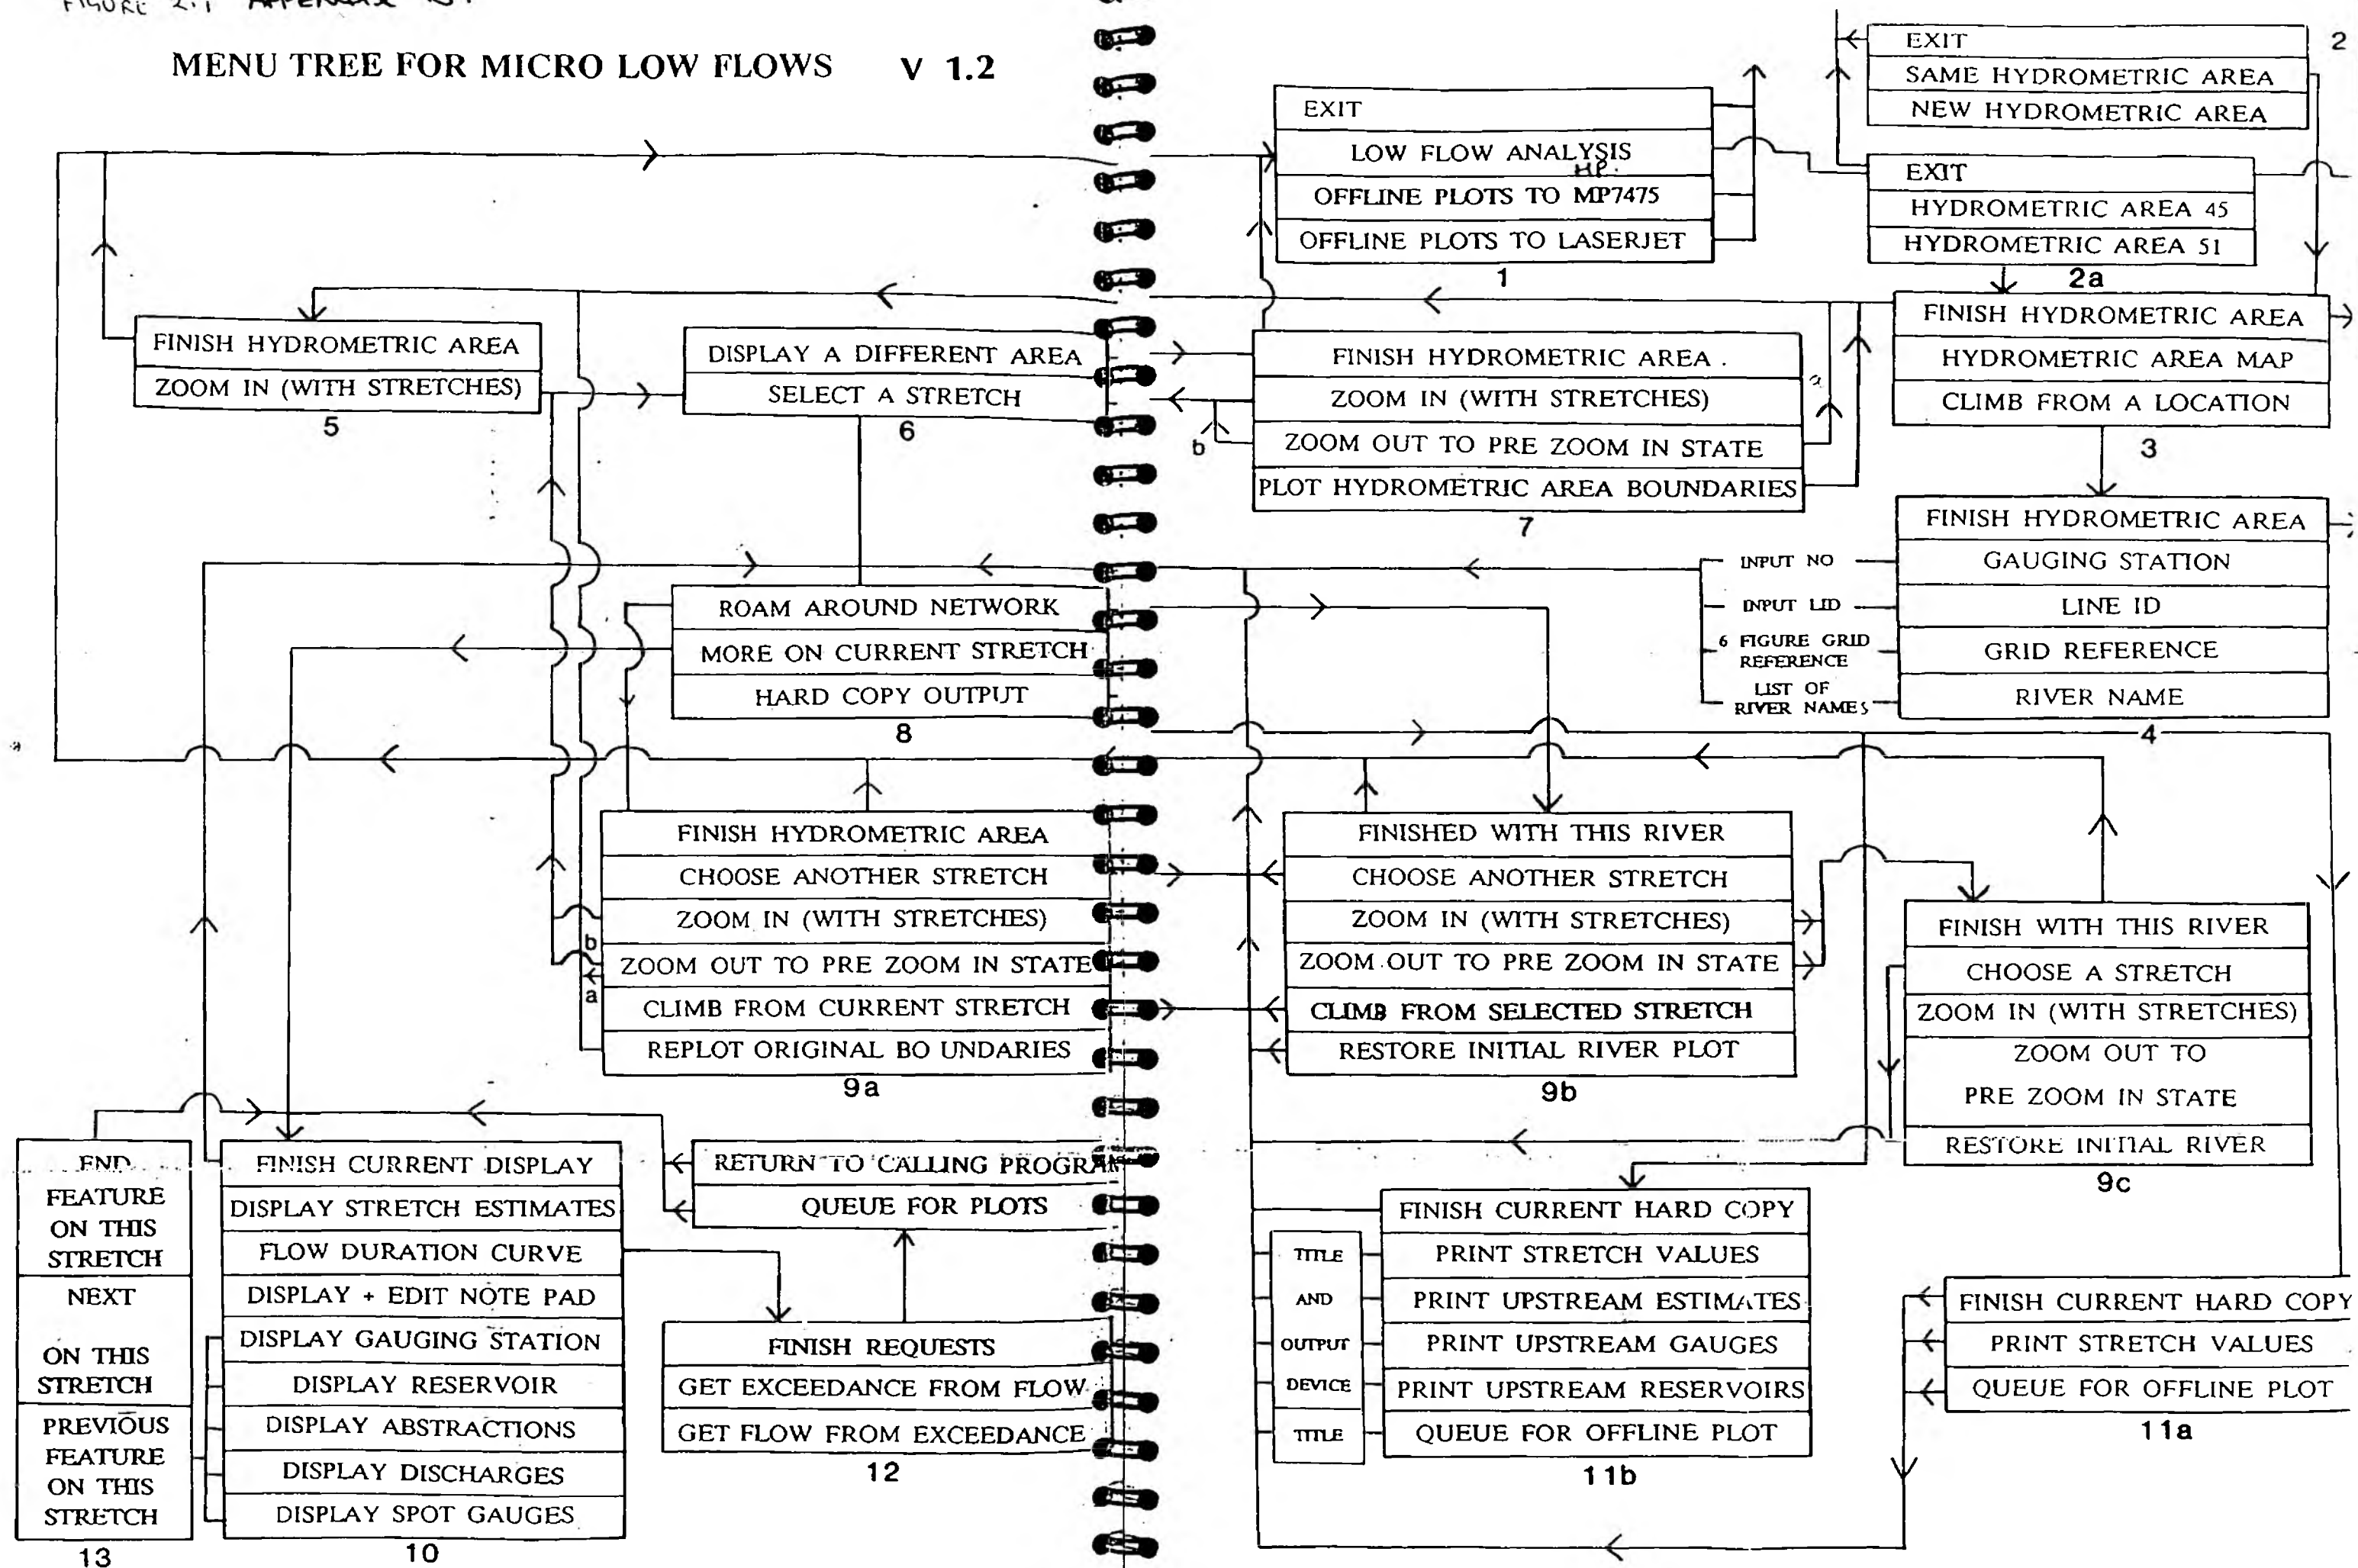 FIGURE 2.1 APPENDIX
MENU TREE FOR MICRO LOW FLOWS V 1.2
EXIT
SAME HYDROMETRIC AREA
NEW HYDROMETRIC AREA
2
EXIT
LOW FLOW ANALYSIS
HP.
OFFLINE PLOTS TO MP7475
OFFLINE PLOTS TO LASERJET
1
EXIT
HYDROMETRIC AREA 45
HYDROMETRIC AREA 51
2a
FINISH HYDROMETRIC AREA
ZOOM IN (WITH STRETCHES)
5
DISPLAY A DIFFERENT AREA
SELECT A STRETCH
6
FINISH HYDROMETRIC AREA .
ZOOM IN (WITH STRETCHES)
ZOOM OUT TO PRE ZOOM IN STATE
PLOT HYDROMETRIC AREA BOUNDARIES
7
a
b
FINISH HYDROMETRIC AREA
HYDROMETRIC AREA MAP
CLIMB FROM A LOCATION
3
FINISH HYDROMETRIC AREA
GAUGING STATION
LINE ID
GRID REFERENCE
RIVER NAME
4
INPUT NO
INPUT LID
6 FIGURE GRID
REFERENCE
LIST OF
RIVER NAMES
ROAM AROUND NETWORK
MORE ON CURRENT STRETCH
HARD COPY OUTPUT
8
FINISH HYDROMETRIC AREA
CHOOSE ANOTHER STRETCH
ZOOM IN (WITH STRETCHES)
ZOOM OUT TO PRE ZOOM IN STATE
CLIMB FROM CURRENT STRETCH
REPLOT ORIGINAL BO UNDARIES
9a
b
a
FINISHED WITH THIS RIVER
CHOOSE ANOTHER STRETCH
ZOOM IN (WITH STRETCHES)
ZOOM OUT TO PRE ZOOM IN STATE
CLIMB FROM SELECTED STRETCH
RESTORE INITIAL RIVER PLOT
9b
FINISH WITH THIS RIVER
CHOOSE A STRETCH
ZOOM IN (WITH STRETCHES)
ZOOM OUT TO
PRE ZOOM IN STATE
RESTORE INITIAL RIVER
9c
END
FEATURE
ON THIS
STRETCH
NEXT
ON THIS
STRETCH
PREVIOUS
FEATURE
ON THIS
STRETCH
13
FINISH CURRENT DISPLAY
DISPLAY STRETCH ESTIMATES
FLOW DURATION CURVE
DISPLAY + EDIT NOTE PAD
DISPLAY GAUGING STATION
DISPLAY RESERVOIR
DISPLAY ABSTRACTIONS
DISPLAY DISCHARGES
DISPLAY SPOT GAUGES
10
RETURN TO CALLING PROGRAM
QUEUE FOR PLOTS
FINISH REQUESTS
GET EXCEEDANCE FROM FLOW
GET FLOW FROM EXCEEDANCE
12
TITLE
AND
OUTPUT
DEVICE
TITLE
FINISH CURRENT HARD COPY
PRINT STRETCH VALUES
PRINT UPSTREAM ESTIMATES
PRINT UPSTREAM GAUGES
PRINT UPSTREAM RESERVOIRS
QUEUE FOR OFFLINE PLOT
11b
FINISH CURRENT HARD COPY
PRINT STRETCH VALUES
QUEUE FOR OFFLINE PLOT
11a